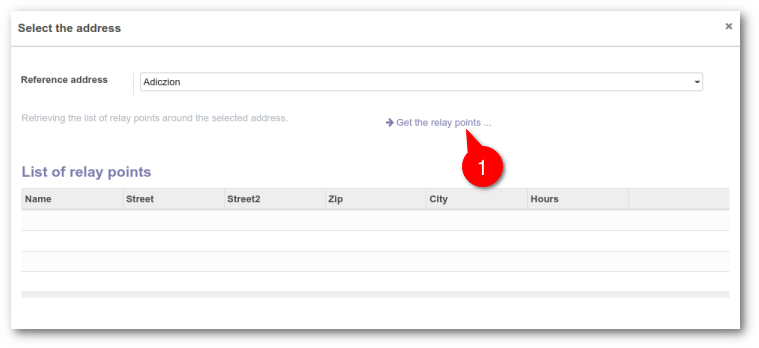 Select the address ×
Reference address Adiczion
Retrieving the list of relay points around the selected address. Get the relay points ...
1
List of relay points
Name Street Street2 Zip City Hours